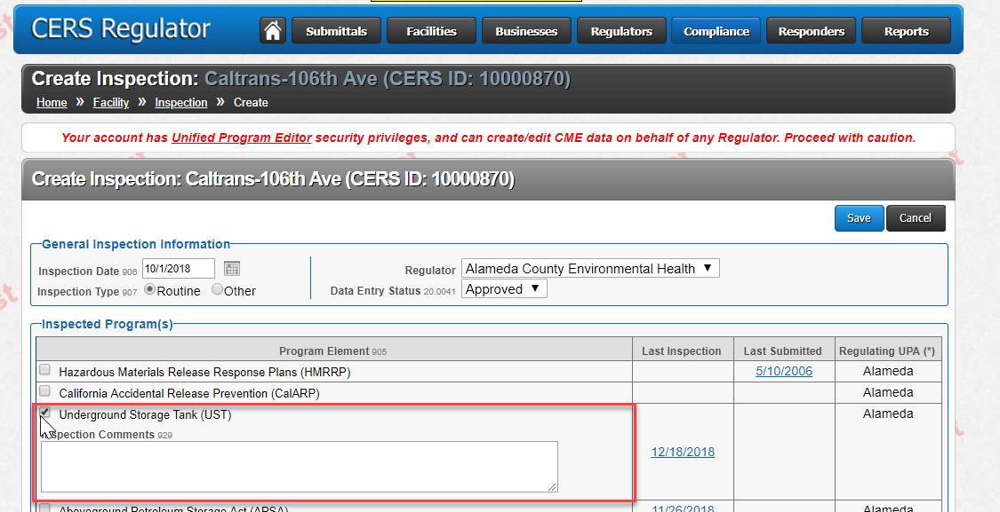 CERS Regulator
Submittals Facilities Businesses Regulators Compliance Responders Reports
Create Inspection: Caltrans-106th Ave (CERS ID: 10000870)
Home » Facility » Inspection » Create
Your account has Unified Program Editor security privileges, and can create/edit CME data on behalf of any Regulator. Proceed with caution.
Create Inspection: Caltrans-106th Ave (CERS ID: 10000870)
Save Cancel
General Inspection Information
Inspection Date 906 10/1/2018 Regulator Alameda County Environmental Health
Inspection Type 907 Routine Other Data Entry Status 20.0041 Approved
Inspected Program(s)
Program Element 905 Last Inspection Last Submitted Regulating UPA (*)
Hazardous Materials Release Response Plans (HMRRP) 5/10/2006 Alameda
California Accidental Release Prevention (CalARP) Alameda
Underground Storage Tank (UST) Alameda
Inspection Comments 929
12/18/2018
Aboveground Petroleum Storage Act (APSA) 11/26/2018 Alameda